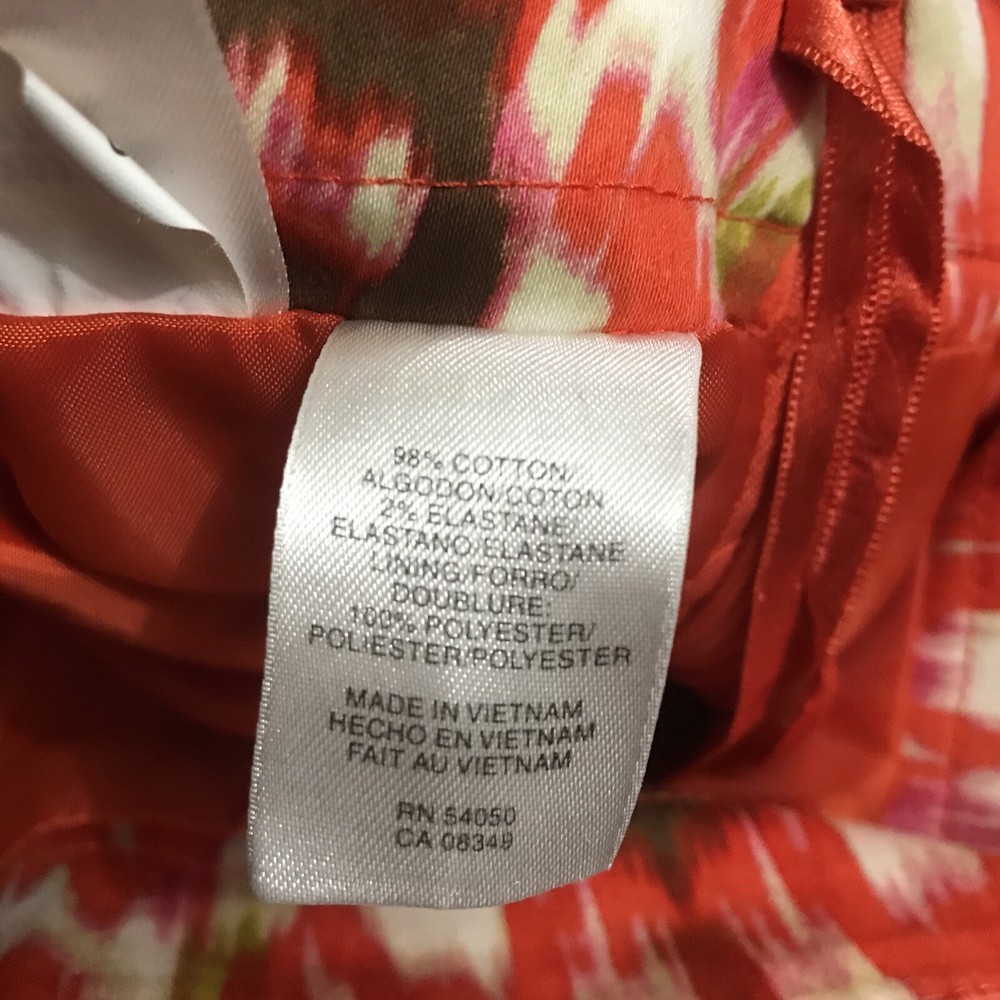 98% COTTON/
ALGODON/COTON
2% ELASTANE/
ELASTANO/ELASTANE
LINING/FORRO/
DOUBLURE:
100% POLYESTER/
POLIESTER/POLYESTER
MADE IN VIETNAM
HECHO EN VIETNAM
FAIT AU VIETNAM
RN 54050
CA 08349